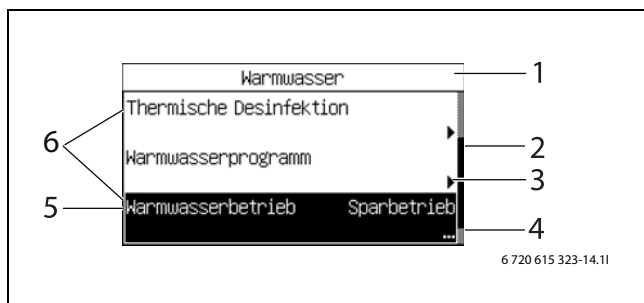 Warmwasser
1
Thermische Desinfektion
6
2
Warmwasserprogramm
3
5
Warmwasserbetrieb Sparbetrieb
...
4
6 720 615 323-14.1I